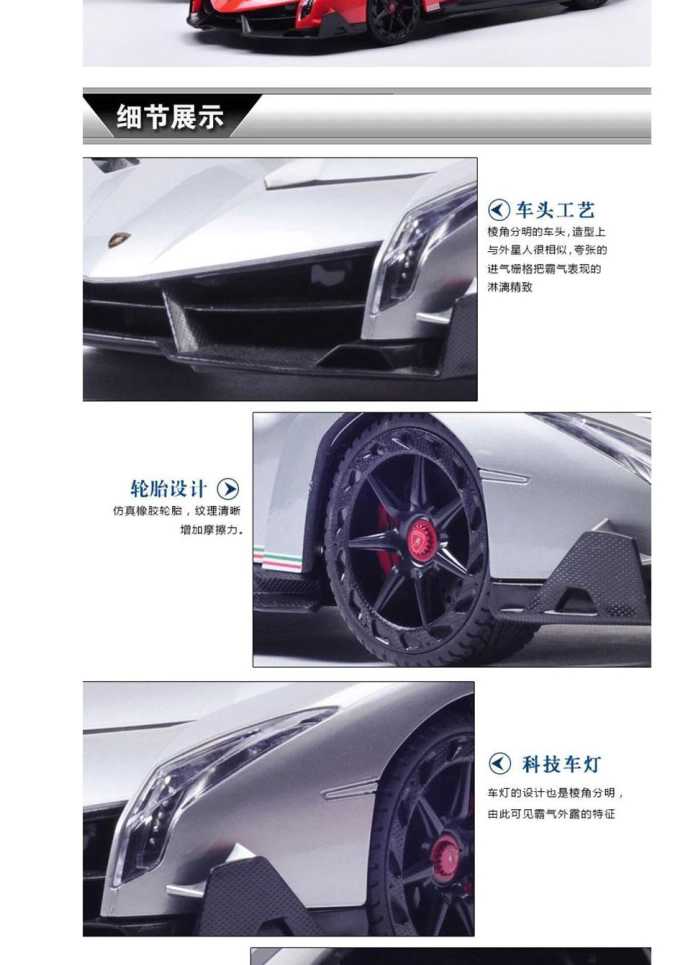 细节展示
车头工艺
棱角分明的车头，造型上
与外星人很相似，夸张的
进气栅格把霸气表现的
淋漓精致
轮胎设计
仿真橡胶轮胎，纹理清晰
增加摩擦力。
科技车灯
车灯的设计也是棱角分明，
由此可见霸气外露的特征